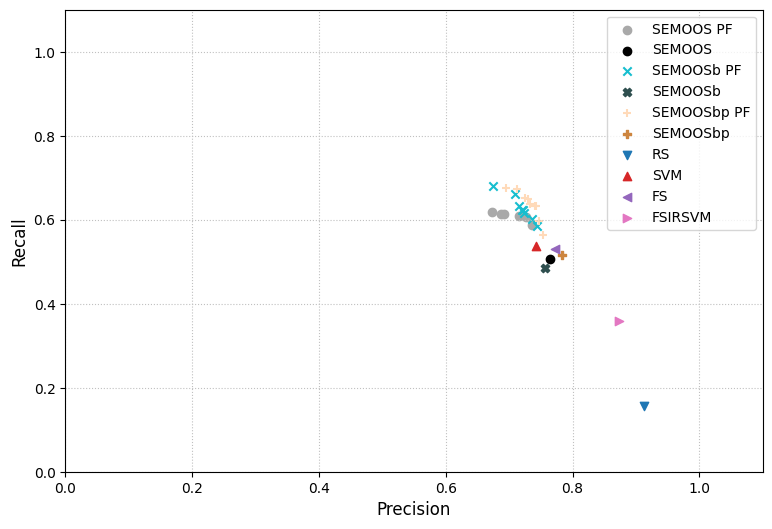 SEMOOS PF
SEMOOS
SEMOOSb PF
SEMOOSb
SEMOOSbp PF
SEMOOSbp
RS
SVM
FS
FSIRSVM
1.0
0.8
0.6
0.4
0.2
0.0
Recall
0.0 0.2 0.4 0.6 0.8 1.0
Precision